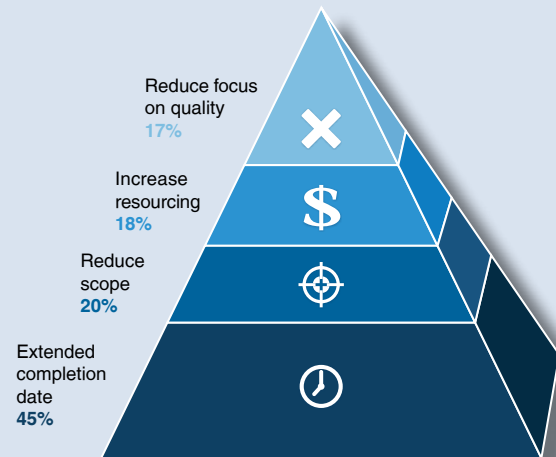 Reduce focus
on quality
17%
Increase
resourcing
18%
$
Reduce
scope
20%
Extended
completion
date
45%